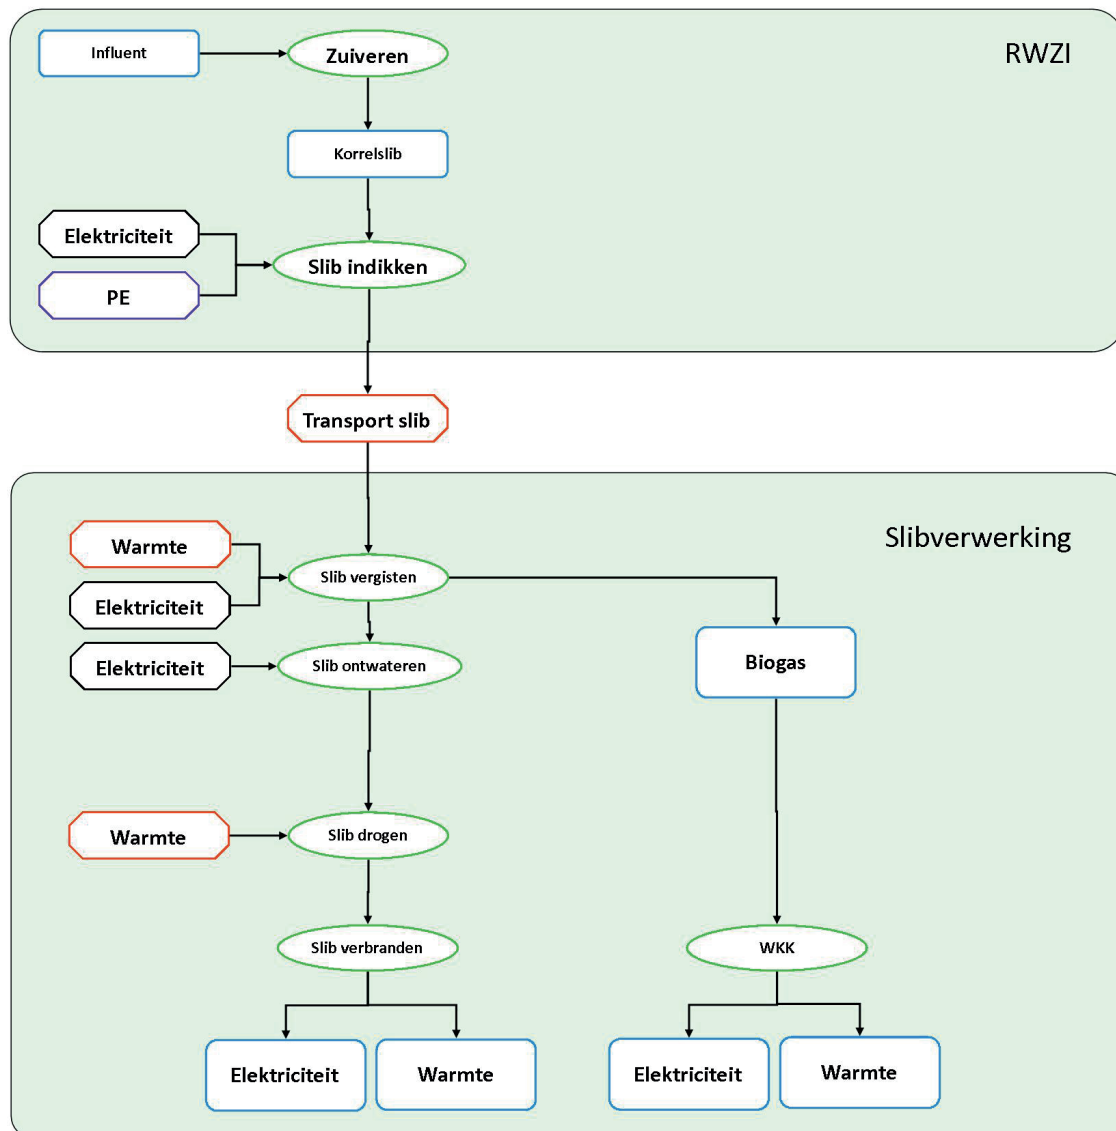 RWZI
Influent
Zuiveren
Korrelslib
Elektriciteit
Slib indikken
PE
Transport slib
Slibverwerking
Warmte
Slib vergisten
Elektriciteit
Elektriciteit
Slib ontwateren
Biogas
Warmte
Slib drogen
Slib verbranden
WKK
Elektriciteit
Warmte
Elektriciteit
Warmte